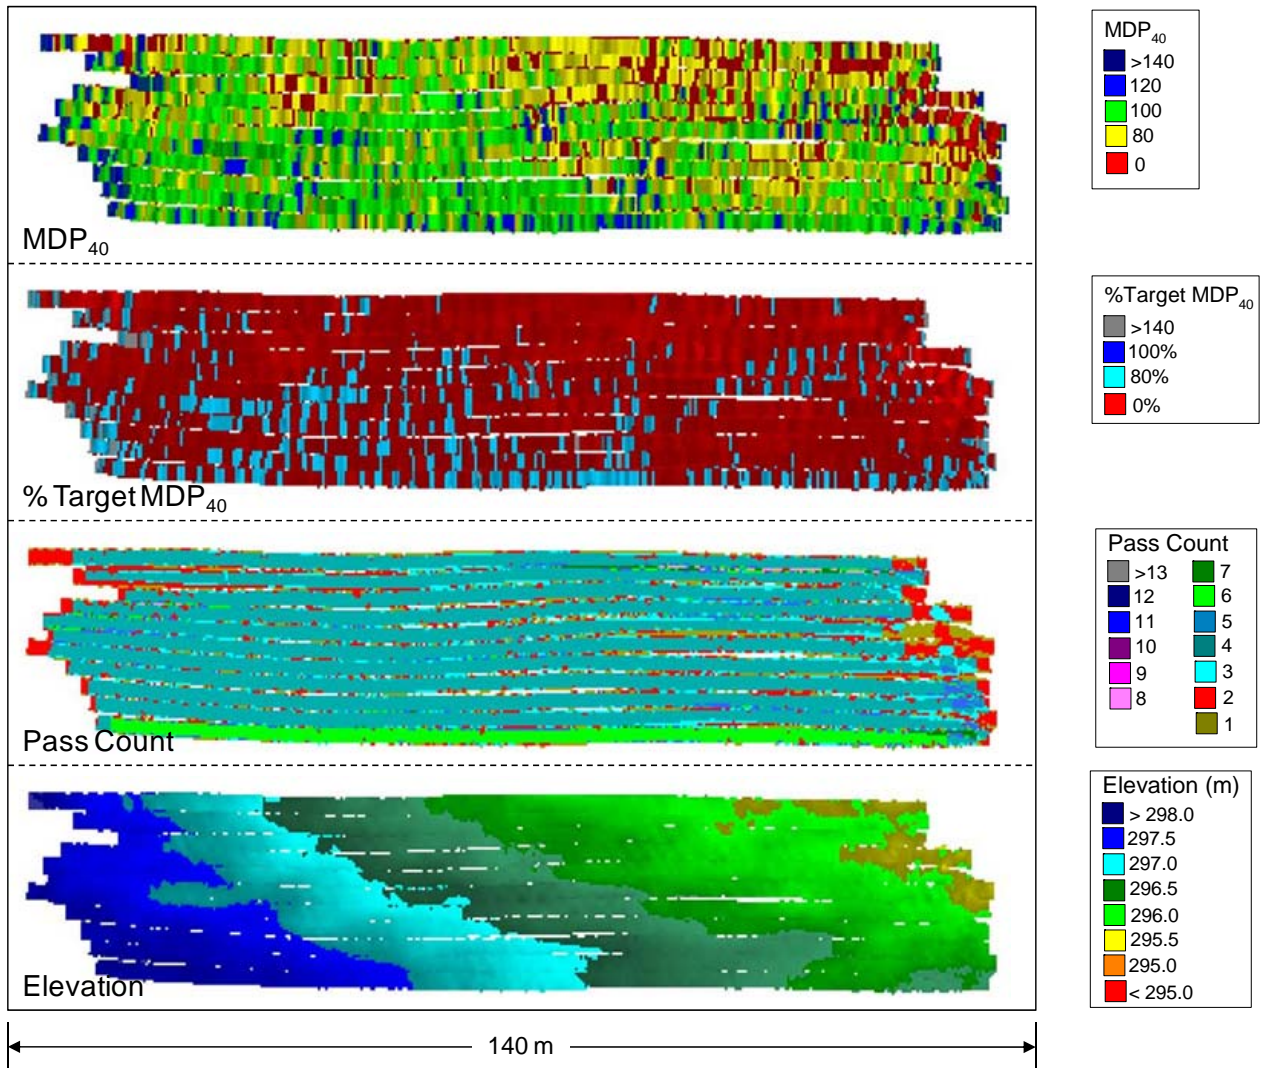 MDP40
>140
120
100
80
0
MDP40
%Target MDP40
>140
100%
80%
0%
% Target MDP40
Pass Count
>13 7
12 6
11 5
10 4
9 3
8 2
1
Pass Count
Elevation (m)
> 298.0
297.5
297.0
296.5
296.0
295.5
295.0
< 295.0
Elevation
140 m